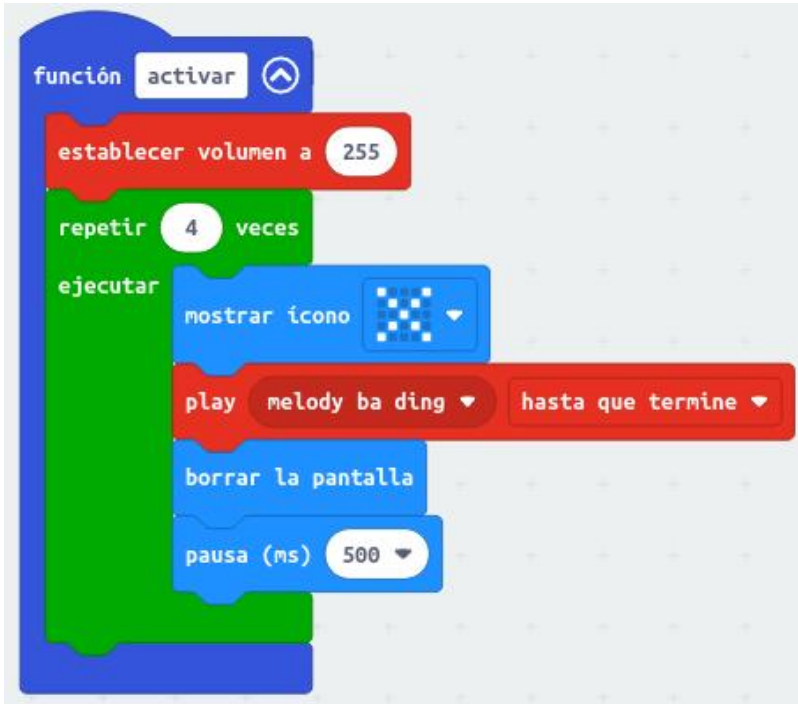 función activar
establecer volumen a 255
repetir 4 veces
ejecutar
mostrar ícono
play melody ba ding hasta que termine
borrar la pantalla
pausa (ms) 500